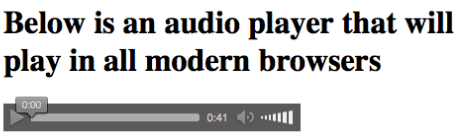 Below is an audio player that will
play in all modern browsers
0:00
0:41